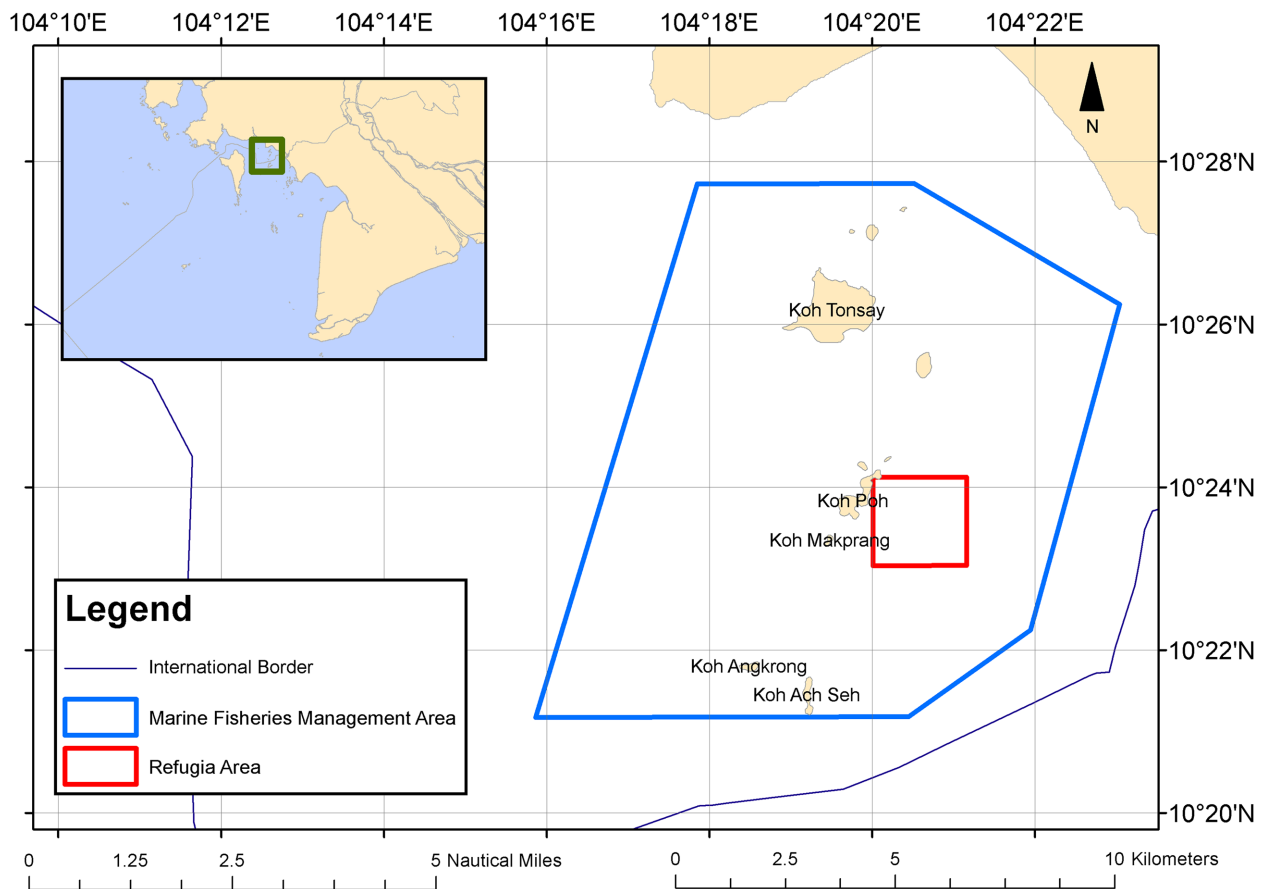 104°10'E 104°12'E 104°14'E 104°16'E 104°18'E 104°20'E 104°22'E
N
10°28'N
Koh Tonsay
10°26'N
10°24'N
Koh Poh
Koh Makprang
Legend
International Border
Marine Fisheries Management Area
Refugia Area
10°22'N
Koh Angkrong
Koh Ach Seh
10°20'N
0 1.25 2.5 5 Nautical Miles
0 2.5 5 10 Kilometers